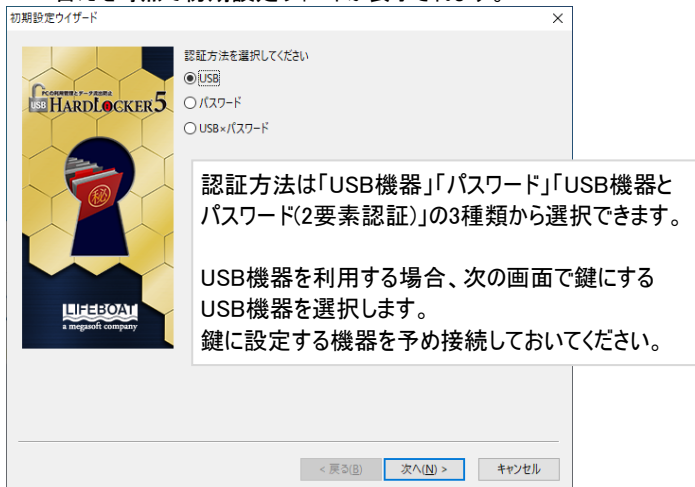 初期設定ウィザード
認証方法を選択してください
USB
パスワード
USB×パスワード
PCの利用管理とデータ流出防止
USB HARDLOCKER5
秘
LIFEBOAT
a megasoft company
認証方法は「USB機器」「パスワード」「USB機器と
パスワード(2要素認証)」の3種類から選択できます。
USB機器を利用する場合、次の画面で鍵にする
USB機器を選択します。
鍵に設定する機器を予め接続しておいてください。
< 戻る(B)
次へ(N) >
キャンセル